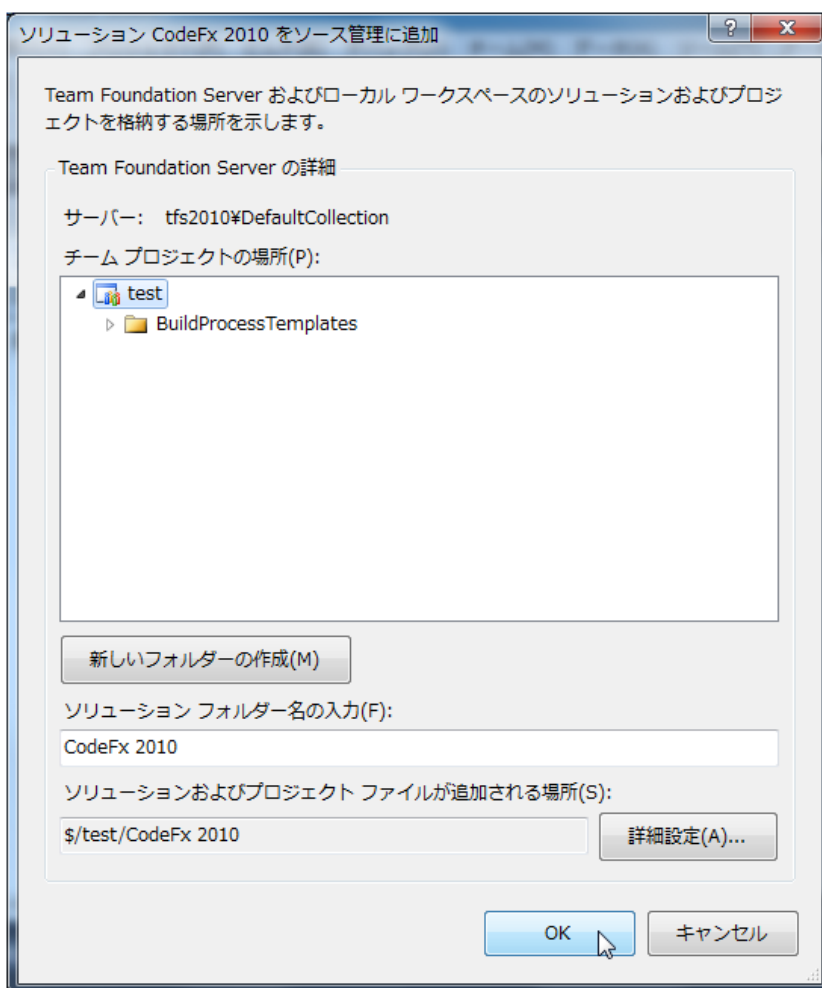 ソリューション CodeFx 2010 をソース管理に追加
Team Foundation Server およびローカル ワークスペースのソリューションおよびプロジ
ェクトを格納する場所を示します。
Team Foundation Server の詳細
サーバー: tfs2010¥DefaultCollection
チーム プロジェクトの場所(P):
test
BuildProcessTemplates
新しいフォルダーの作成(M)
ソリューション フォルダー名の入力(F):
CodeFx 2010
ソリューションおよびプロジェクト ファイルが追加される場所(S):
$/test/CodeFx 2010
詳細設定(A)...
OK
キャンセル